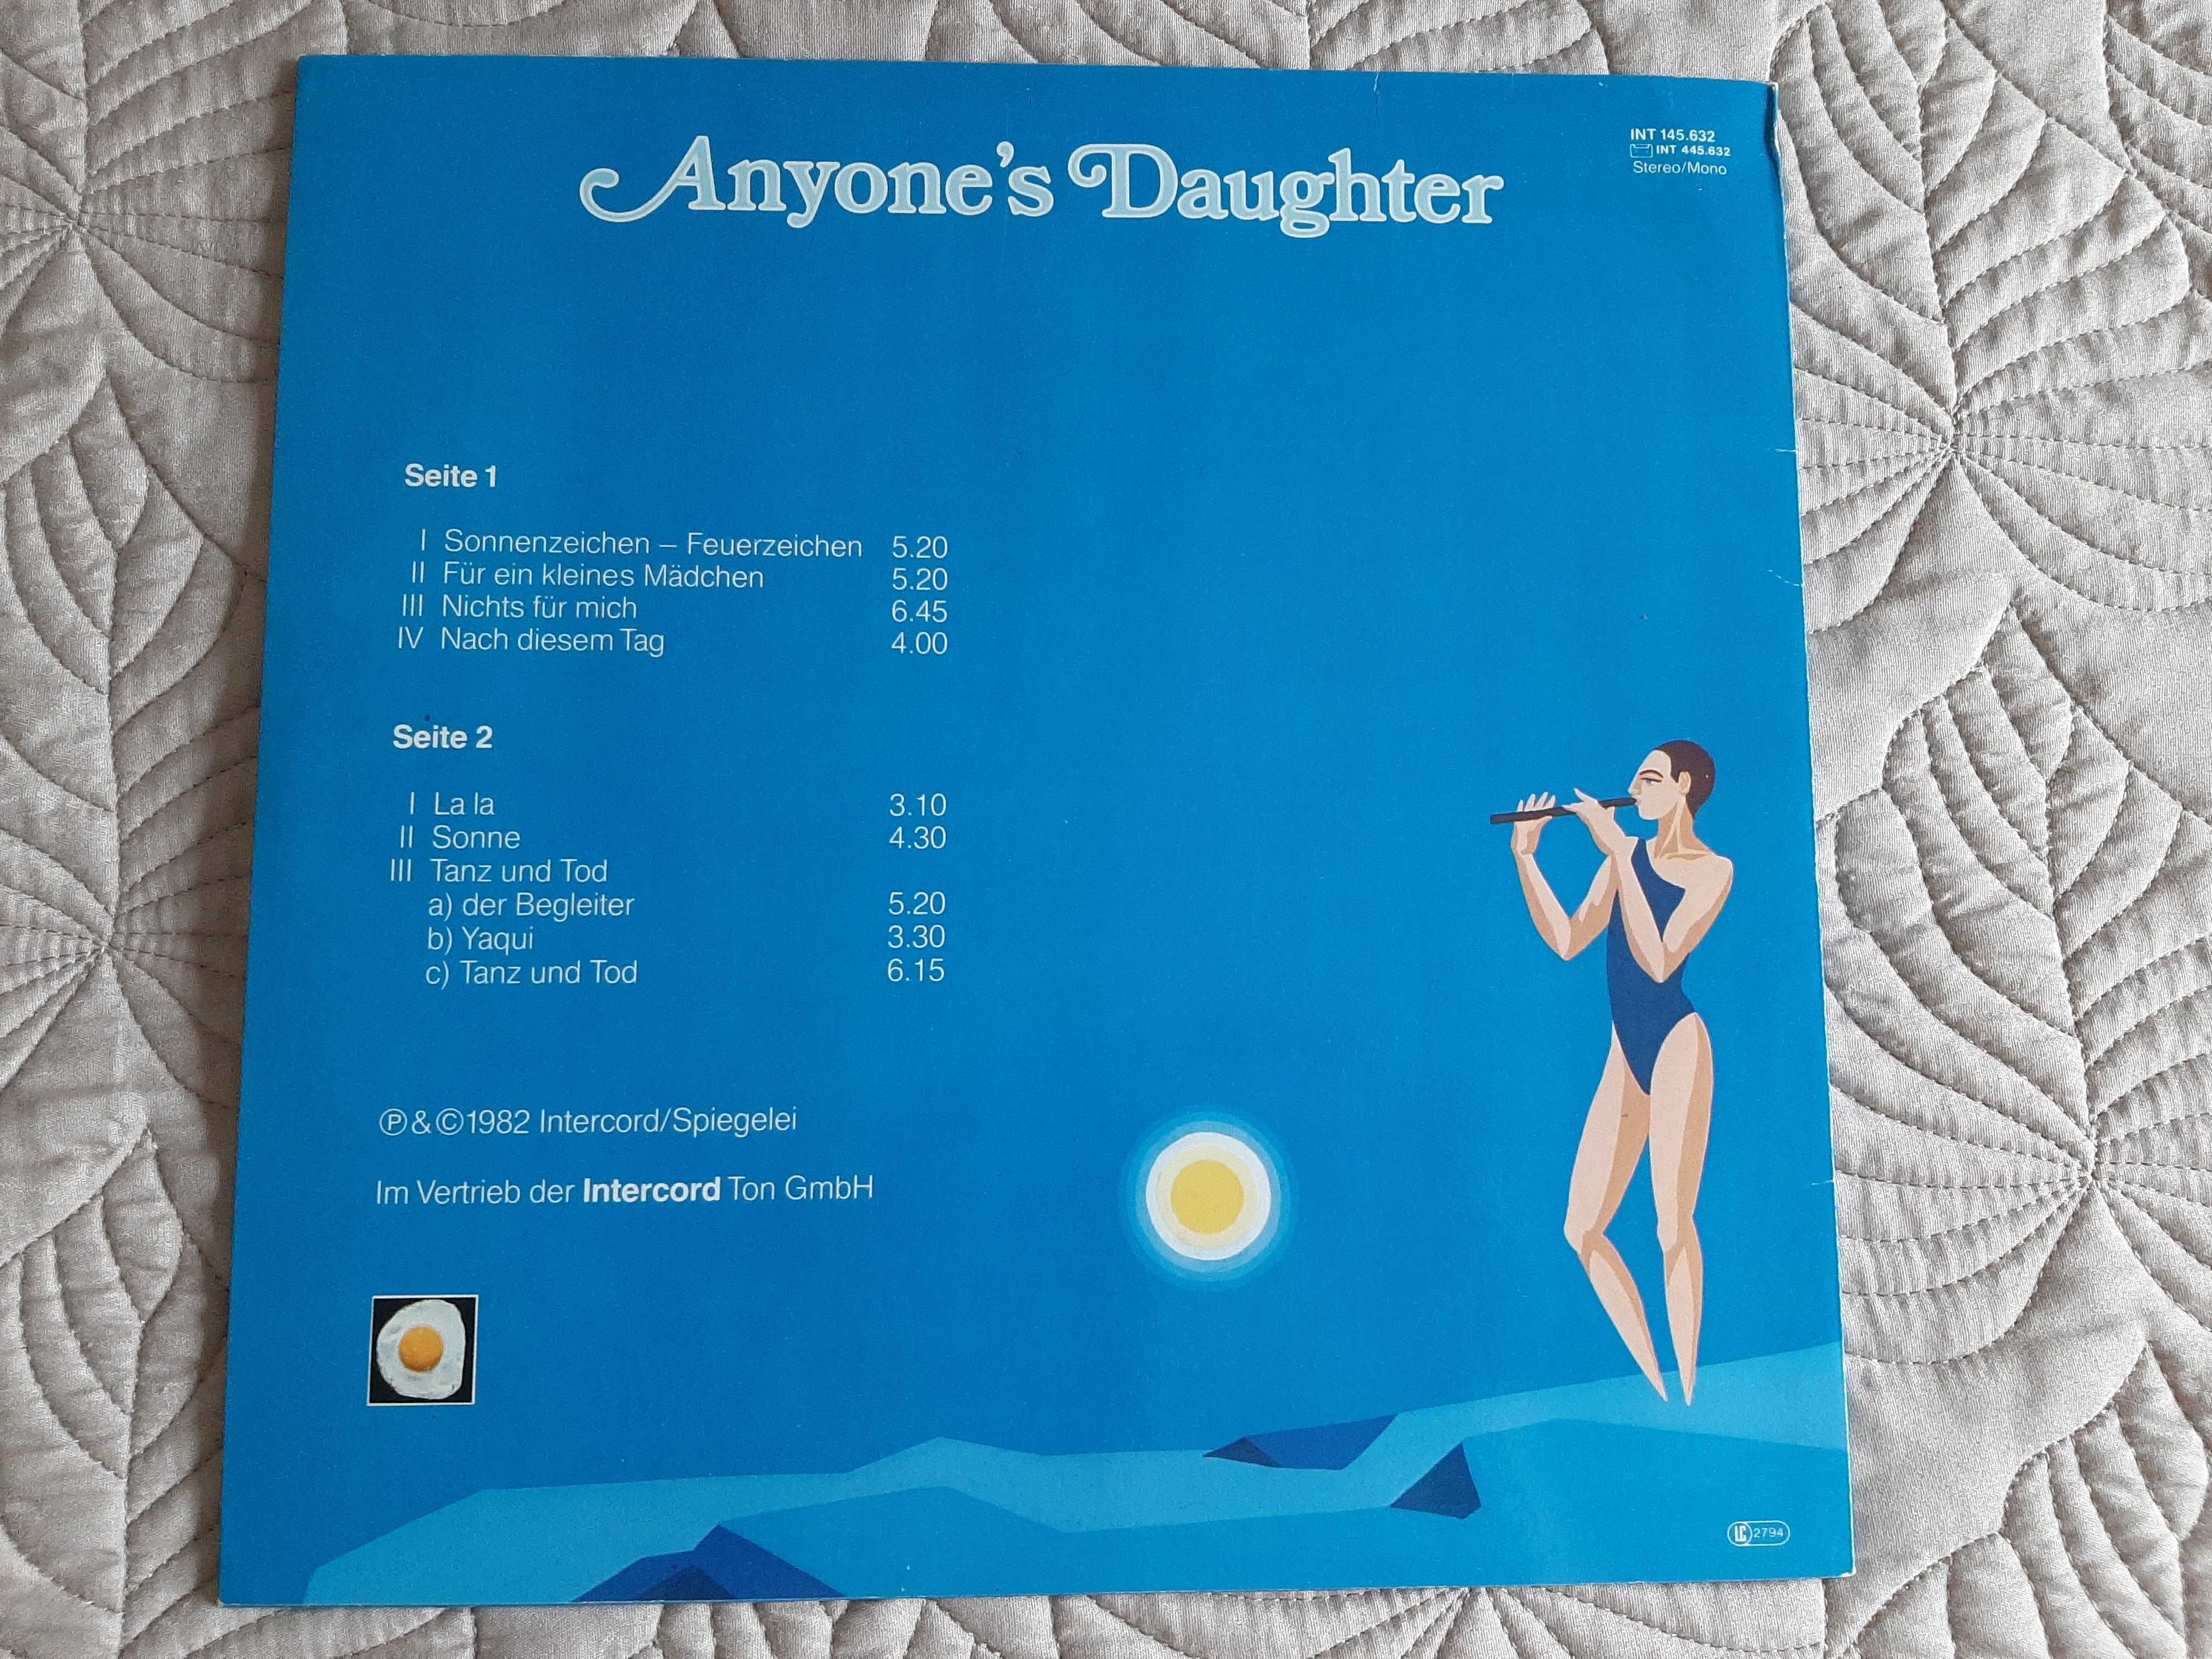 Anyone's Daughter
INT 145.632
INT 445.632
Stereo/Mono
Seite 1
I Sonnenzeichen – Feuerzeichen 5.20
II Für ein kleines Mädchen 5.20
III Nichts für mich 6.45
IV Nach diesem Tag 4.00
Seite 2
I La la 3.10
II Sonne 4.30
III Tanz und Tod
a) der Begleiter 5.20
b) Yaqui 3.30
c) Tanz und Tod 6.15
℗&©1982 Intercord/Spiegelei
Im Vertrieb der Intercord Ton GmbH
LC 2794